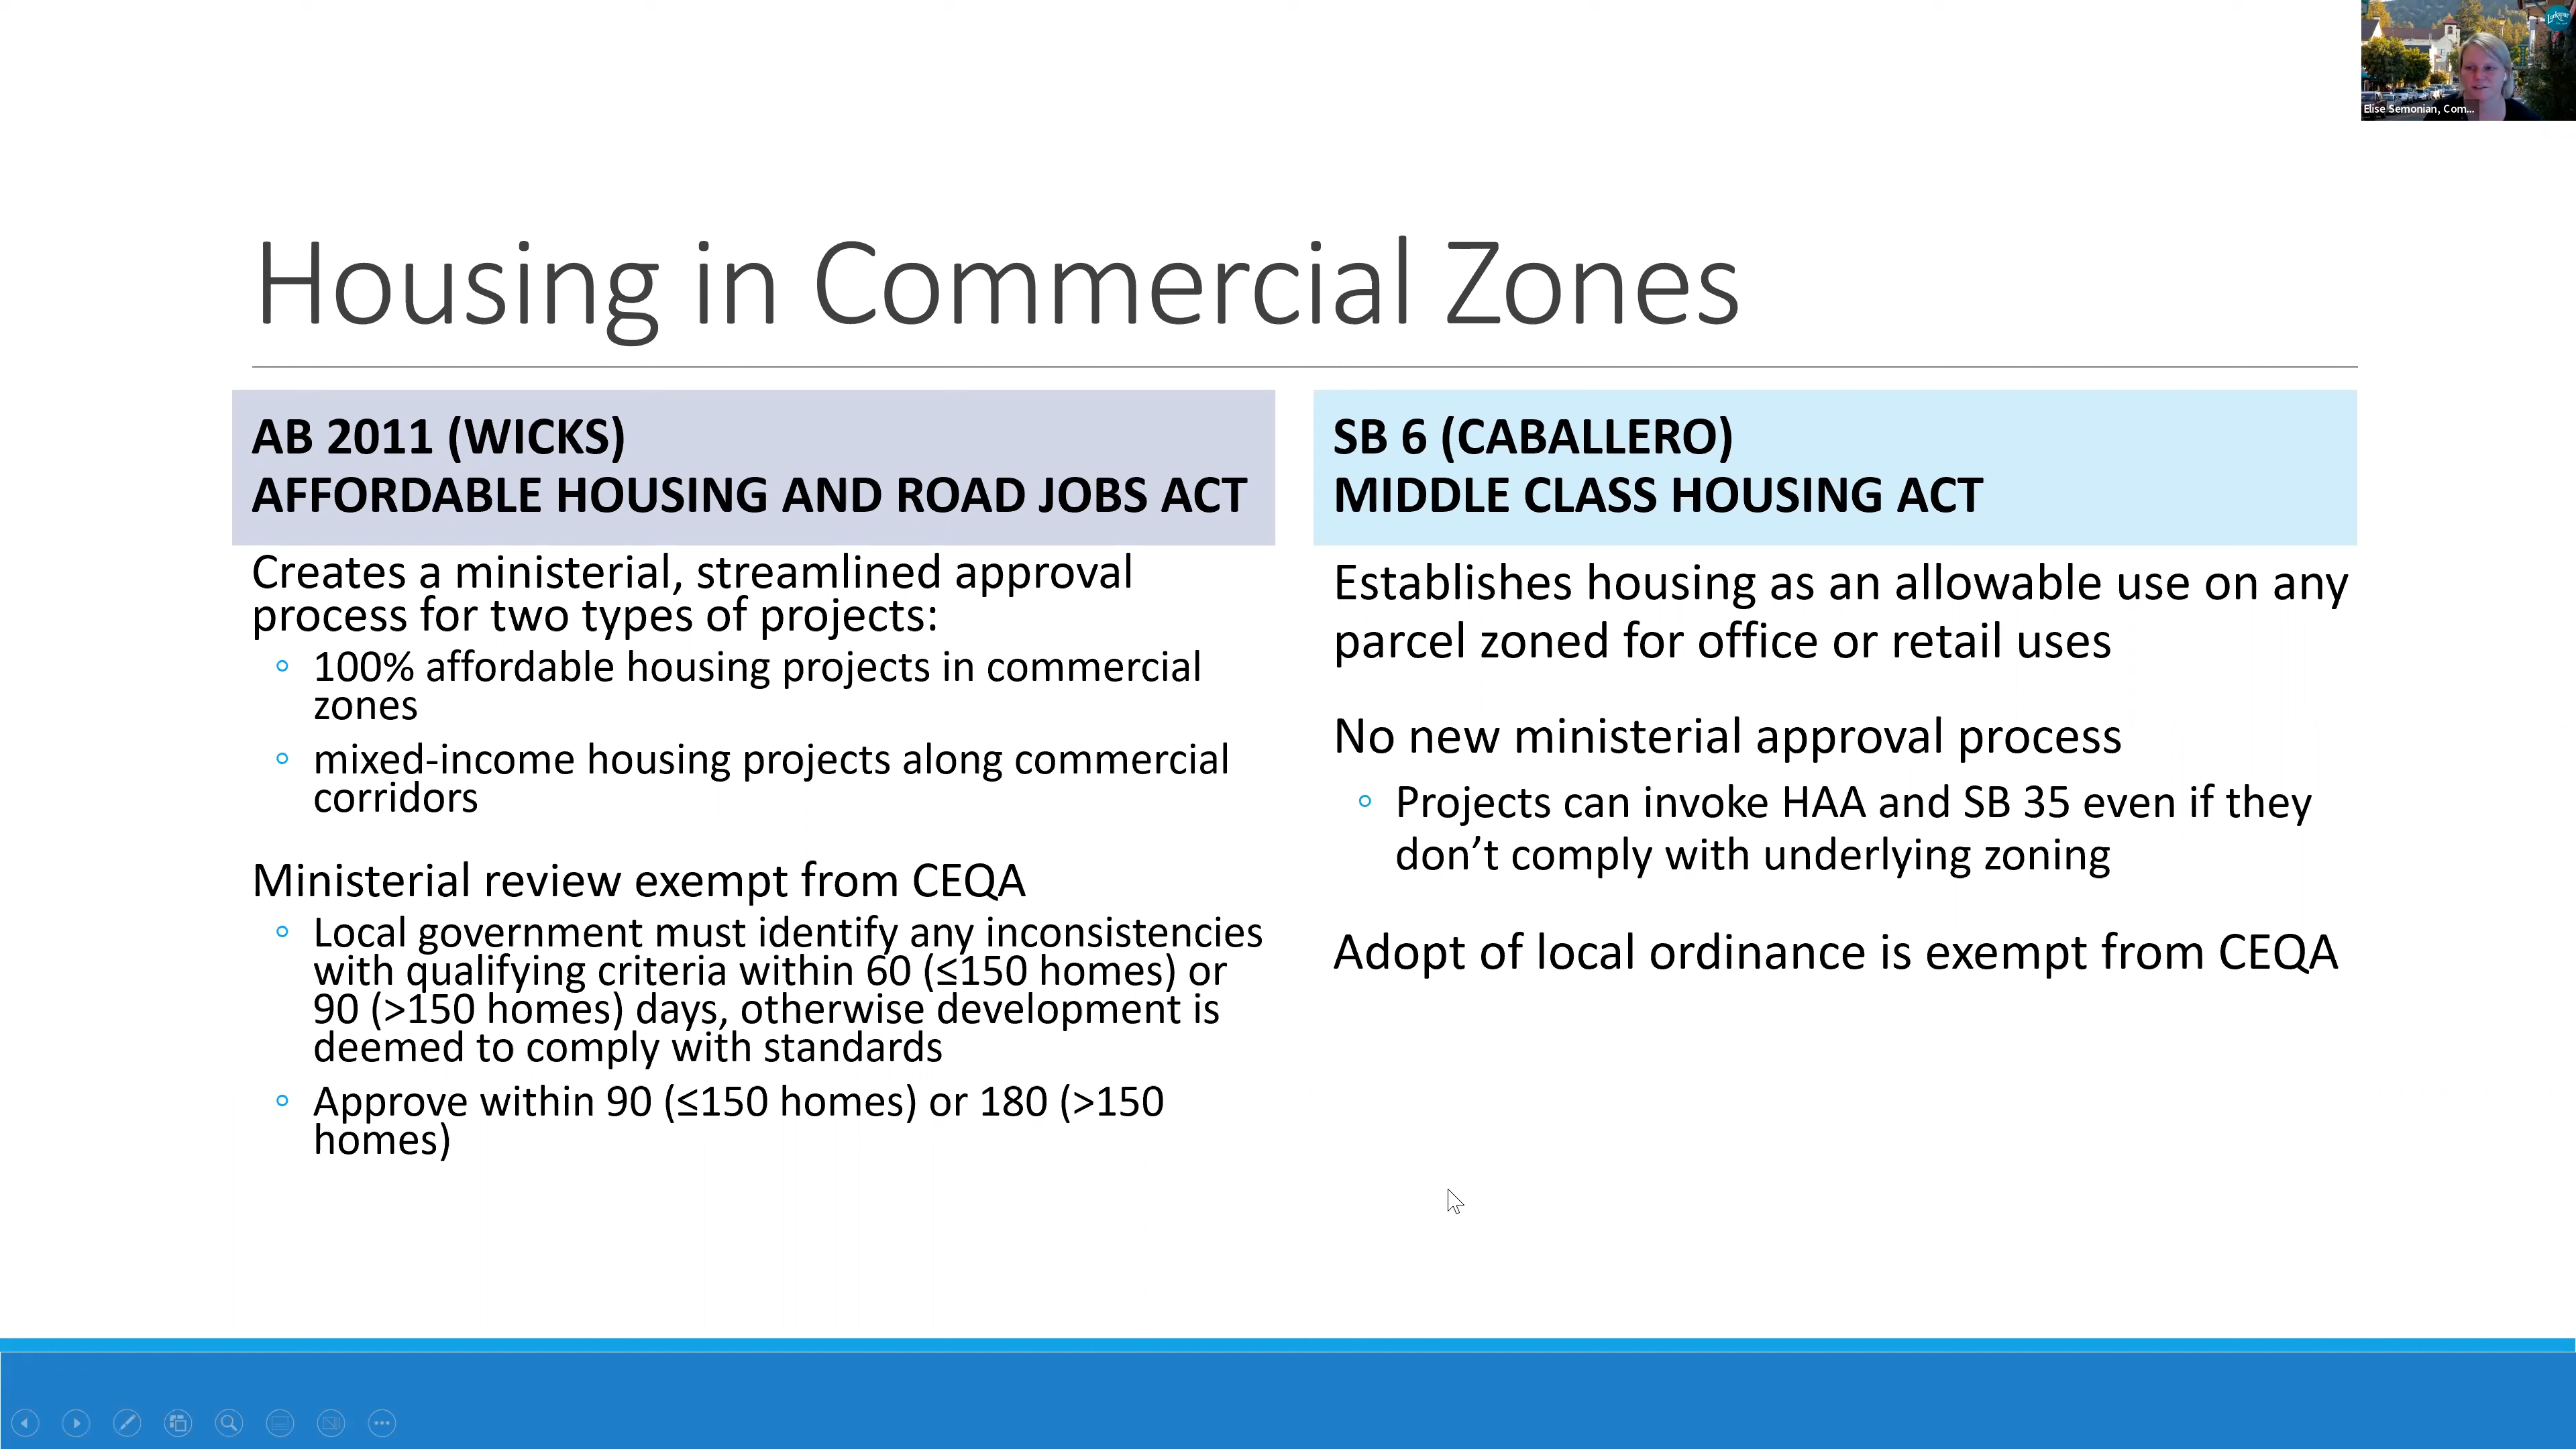 Elise Semonian, Com...
Housing in Commercial Zones
AB 2011 (WICKS)
AFFORDABLE HOUSING AND ROAD JOBS ACT
Creates a ministerial, streamlined approval
process for two types of projects:
◦ 100% affordable housing projects in commercial
zones
◦ mixed-income housing projects along commercial
corridors
Ministerial review exempt from CEQA
◦ Local government must identify any inconsistencies
with qualifying criteria within 60 (≤150 homes) or
90 (>150 homes) days, otherwise development is
deemed to comply with standards
◦ Approve within 90 (≤150 homes) or 180 (>150
homes)
SB 6 (CABALLERO)
MIDDLE CLASS HOUSING ACT
Establishes housing as an allowable use on any
parcel zoned for office or retail uses
No new ministerial approval process
◦ Projects can invoke HAA and SB 35 even if they
don’t comply with underlying zoning
Adopt of local ordinance is exempt from CEQA